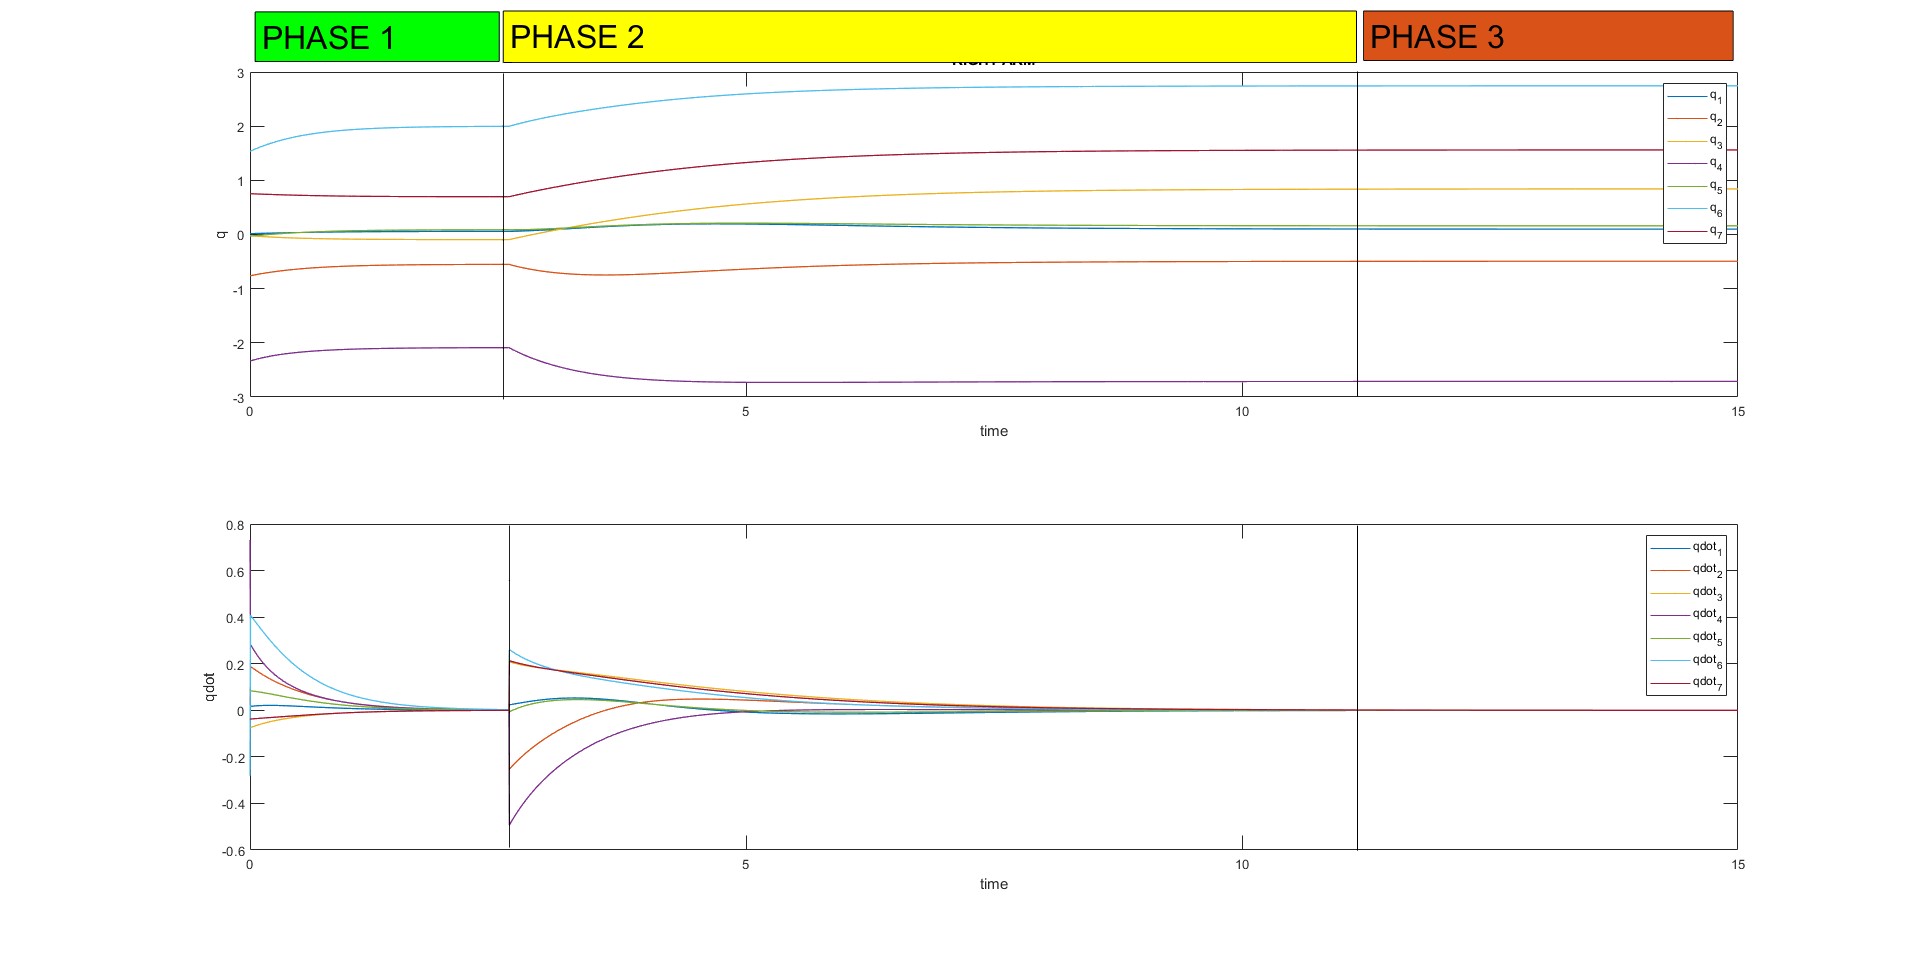 PHASE 1 PHASE 2 PHASE 3
3
2
1
0
-1
-2
-3
q
0 5 10 15
time
q1
q2
q3
q4
q5
q6
q7
0.8
0.6
0.4
0.2
0
-0.2
-0.4
-0.6
qdot
0 5 10 15
time
qdot1
qdot2
qdot3
qdot4
qdot5
qdot6
qdot7